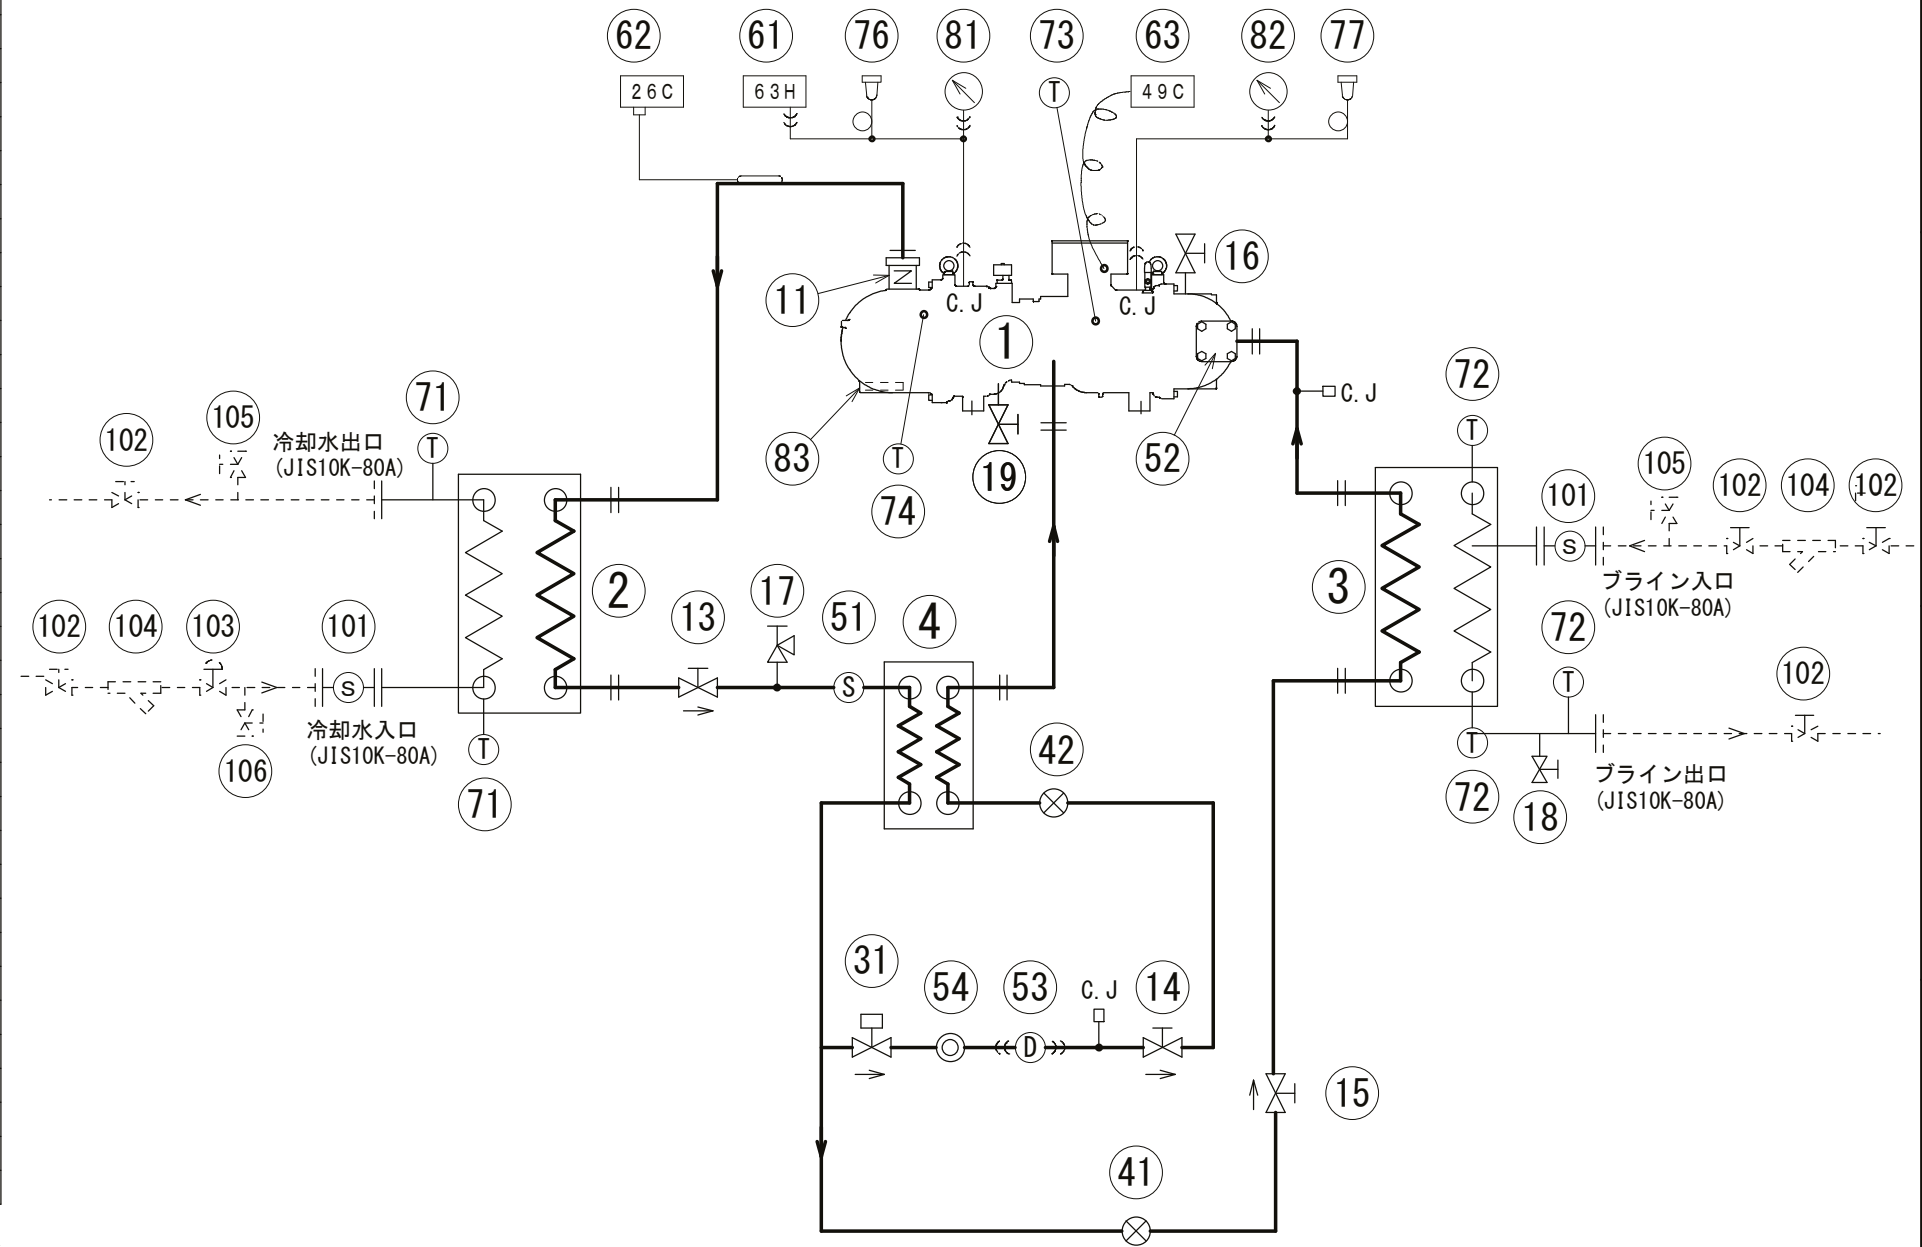 62 61 76 81 73 63 82 77
26C 63H T 49C
16
11 C.J C.J
1
C.J
71 72
102 105 冷却水出口 T 83 T 19 52 T 105
(JIS10K-80A)
74 101 102 104 102
S
ブライン入口
(JIS10K-80A)
2 17 3
102 104 103 101 13 51 4 72
S S T 102
冷却水入口
(JIS10K-80A)
T 42 T
106 ブライン出口
(JIS10K-80A)
71 72 18
31 54 53 C.J 14
D
15
41